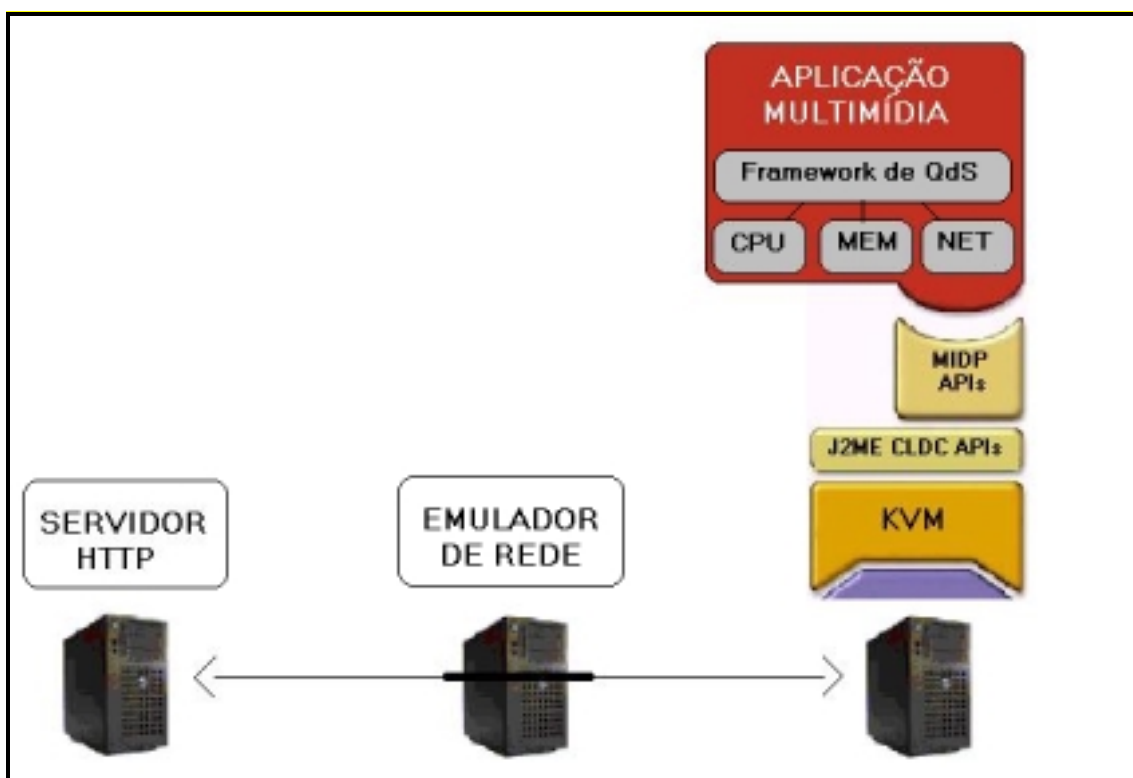 APLICAÇÃO
MULTIMÍDIA
Framework de QdS
CPU
MEM
NET
MIDP
APIs
J2ME CLDC APIs
KVM
SERVIDOR
HTTP
EMULADOR
DE REDE